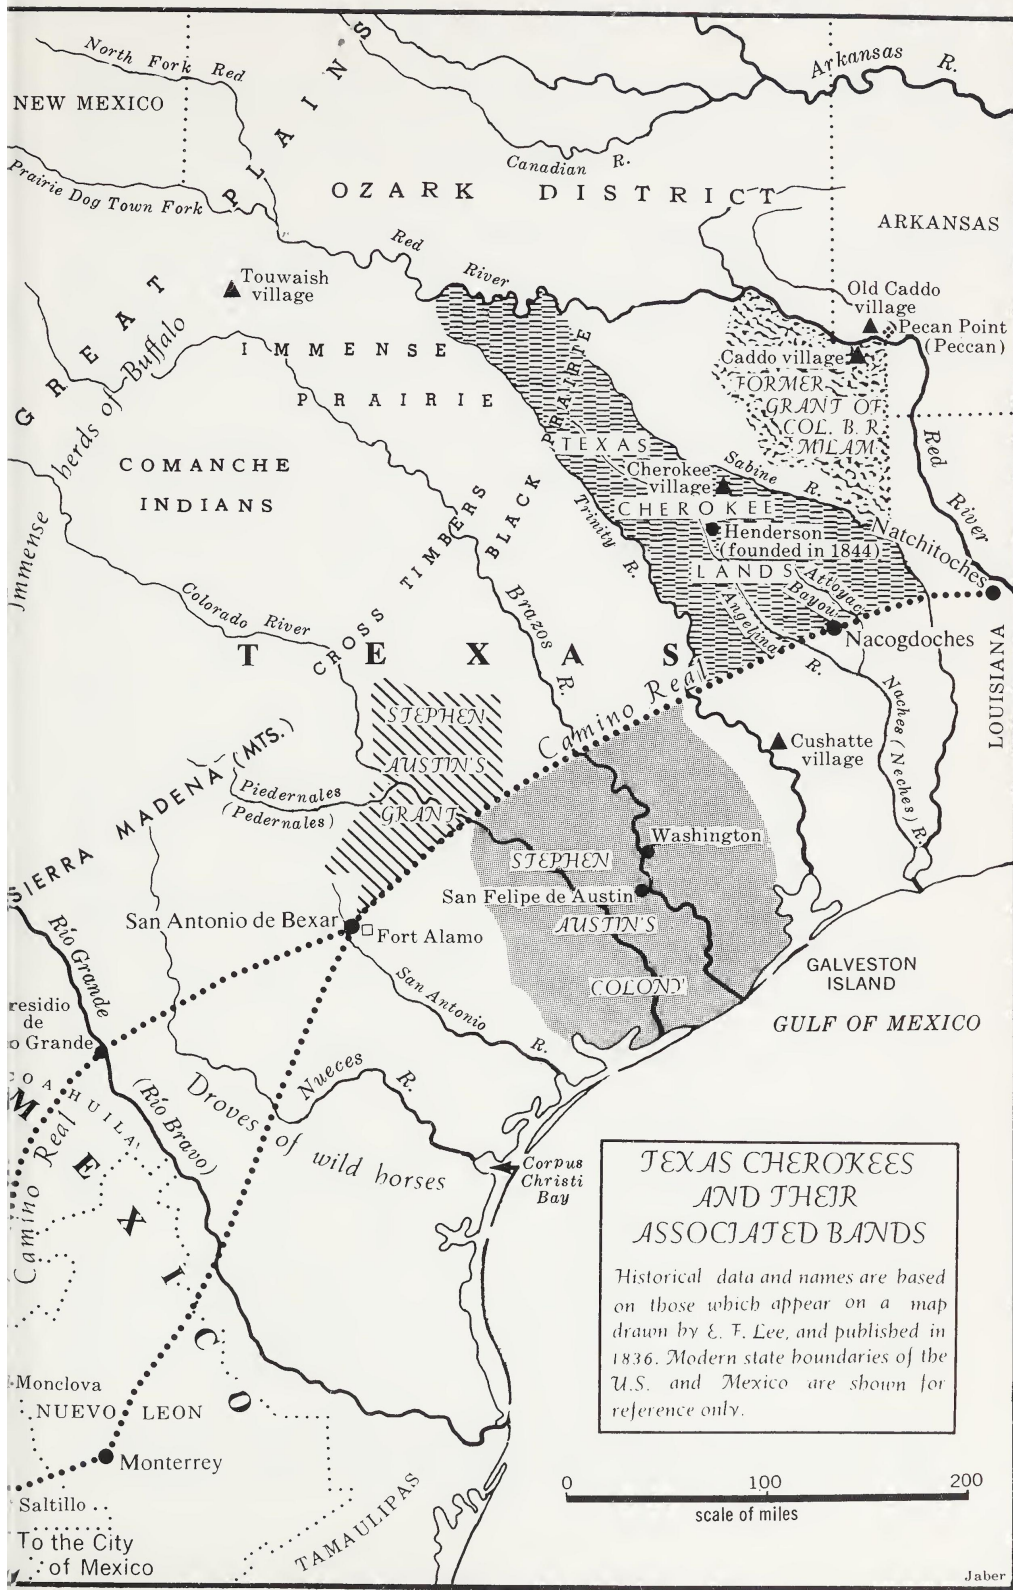 North Fork Red
NEW MEXICO
Prairie Dog Town Fork
GREAT PLAINS
Arkansas R.
Canadian R.
OZARK DISTRICT
ARKANSAS
Red River
Touwaish
village
Immense herds of Buffalo
IMMENSE
PRAIRIE
COMANCHE
INDIANS
Old Caddo
village
Pecan Point
(Peccan)
Caddo village
FORMER
GRANT OF
COL. B. R.
MILAM
BLACK PRAIRIE
CROSS TIMBERS
TEXAS
CHEROKEE
LANDS
Cherokee
village
Sabine R.
Henderson
(founded in 1844)
Trinity R.
Attoyac
Bayou
Angelina R.
Red River
Natchitoches
Nacogdoches
LOUISIANA
Colorado River
Brazos R.
TEXAS
Camino Real
Naches (Neches) R.
Cushatte
village
STEPHEN
AUSTIN'S
GRANT
SIERRA MADENA (MTS.)
Piedernales
(Pedernales)
Washington
STEPHEN
San Felipe de Austin
AUSTIN'S
COLONY
San Antonio de Bexar
Fort Alamo
San Antonio R.
GALVESTON
ISLAND
GULF OF MEXICO
Río Grande
residio
de
o Grande
COAHUILA
(Río Bravo)
Nueces R.
Droves of wild horses
Camino Real
MEXICO
Corpus
Christi
Bay
TEXAS CHEROKEES
AND THEIR
ASSOCIATED BANDS
Historical data and names are based
on those which appear on a map
drawn by E. F. Lee, and published in
1836. Modern state boundaries of the
U.S. and Mexico are shown for
reference only.
Monclova
NUEVO LEON
Monterrey
Saltillo
To the City
of Mexico
TAMAULIPAS
0 100 200
scale of miles
Jaber